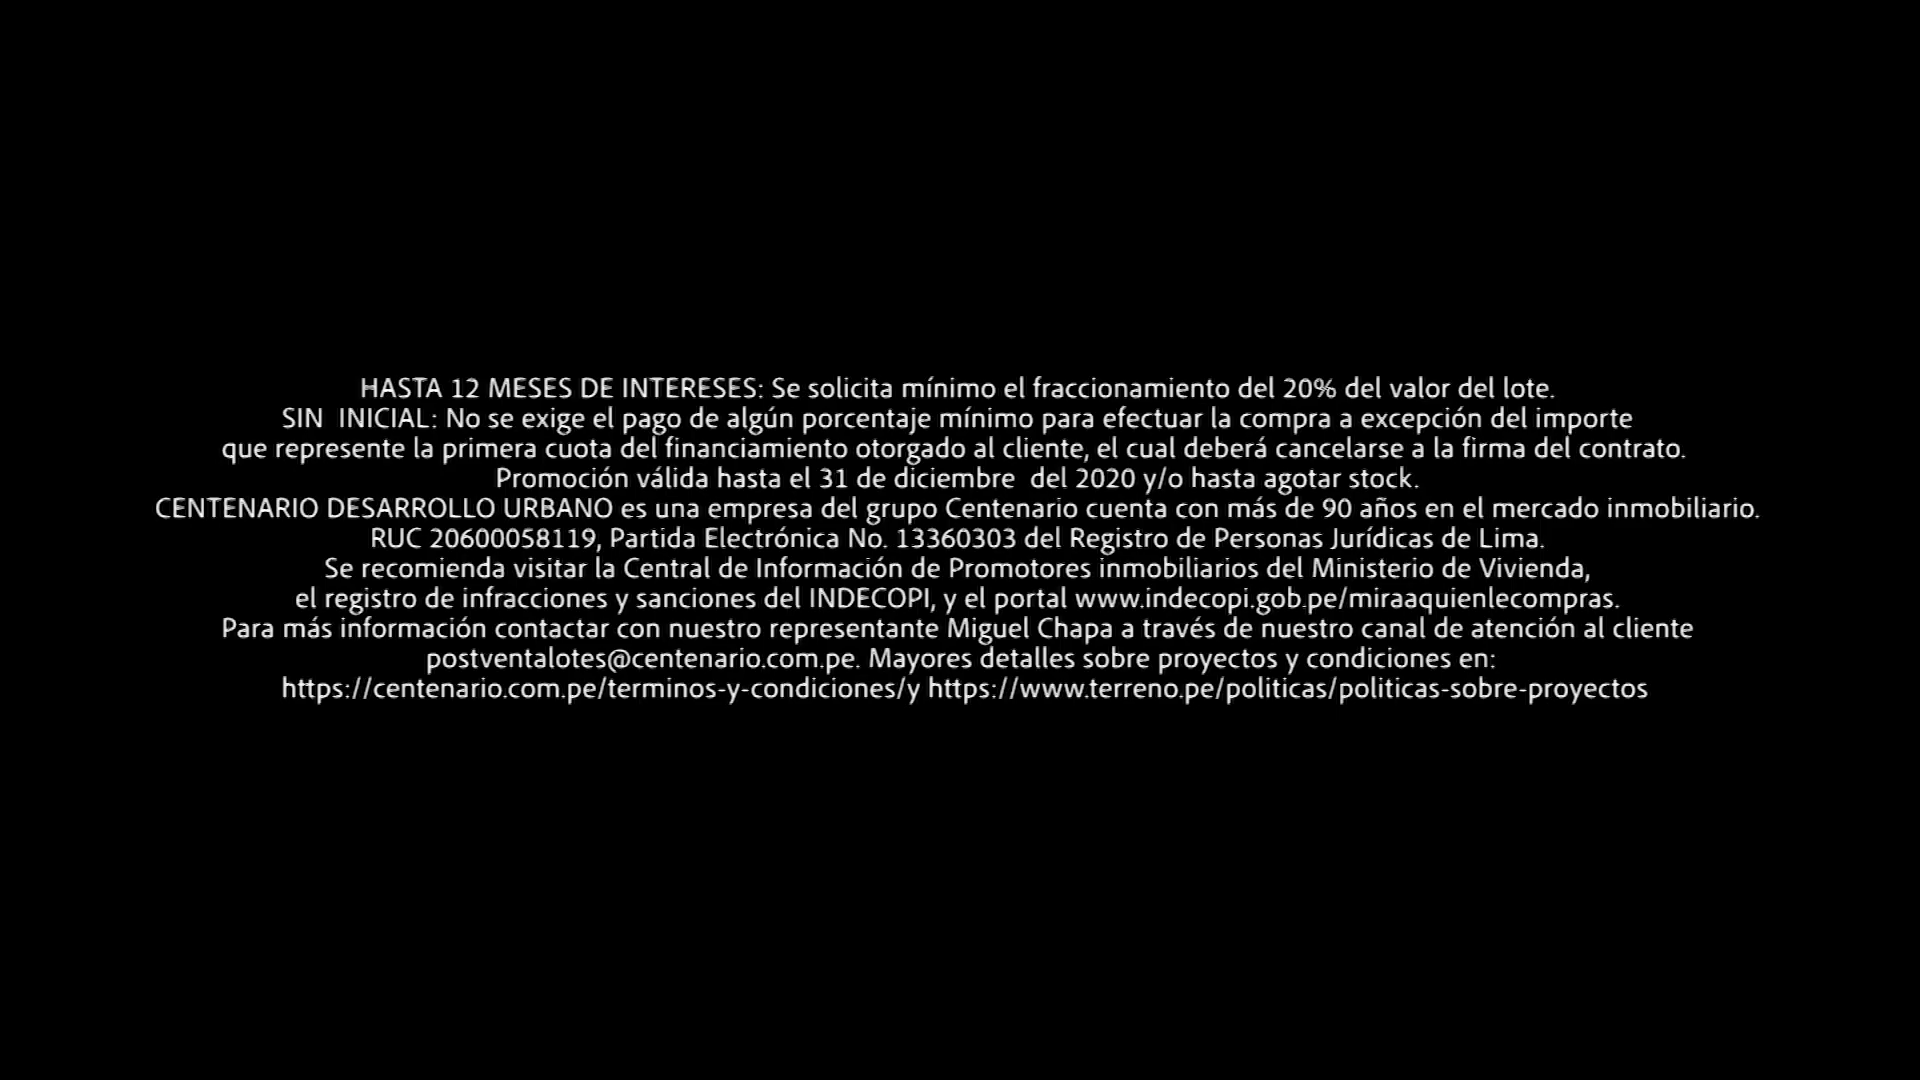 HASTA 12 MESES DE INTERESES: Se solicita mínimo el fraccionamiento del 20% del valor del lote.
SIN  INICIAL: No se exige el pago de algún porcentaje mínimo para efectuar la compra a excepción del importe
que represente la primera cuota del financiamiento otorgado al cliente, el cual deberá cancelarse a la firma del contrato.
Promoción válida hasta el 31 de diciembre  del 2020 y/o hasta agotar stock.
CENTENARIO DESARROLLO URBANO es una empresa del grupo Centenario cuenta con más de 90 años en el mercado inmobiliario.
RUC 20600058119, Partida Electrónica No. 13360303 del Registro de Personas Jurídicas de Lima.
Se recomienda visitar la Central de Información de Promotores inmobiliarios del Ministerio de Vivienda,
el registro de infracciones y sanciones del INDECOPI, y el portal www.indecopi.gob.pe/miraaquienlecompras.
Para más información contactar con nuestro representante Miguel Chapa a través de nuestro canal de atención al cliente
postventalotes@centenario.com.pe. Mayores detalles sobre proyectos y condiciones en:
https://centenario.com.pe/terminos-y-condiciones/y https://www.terreno.pe/politicas/politicas-sobre-proyectos